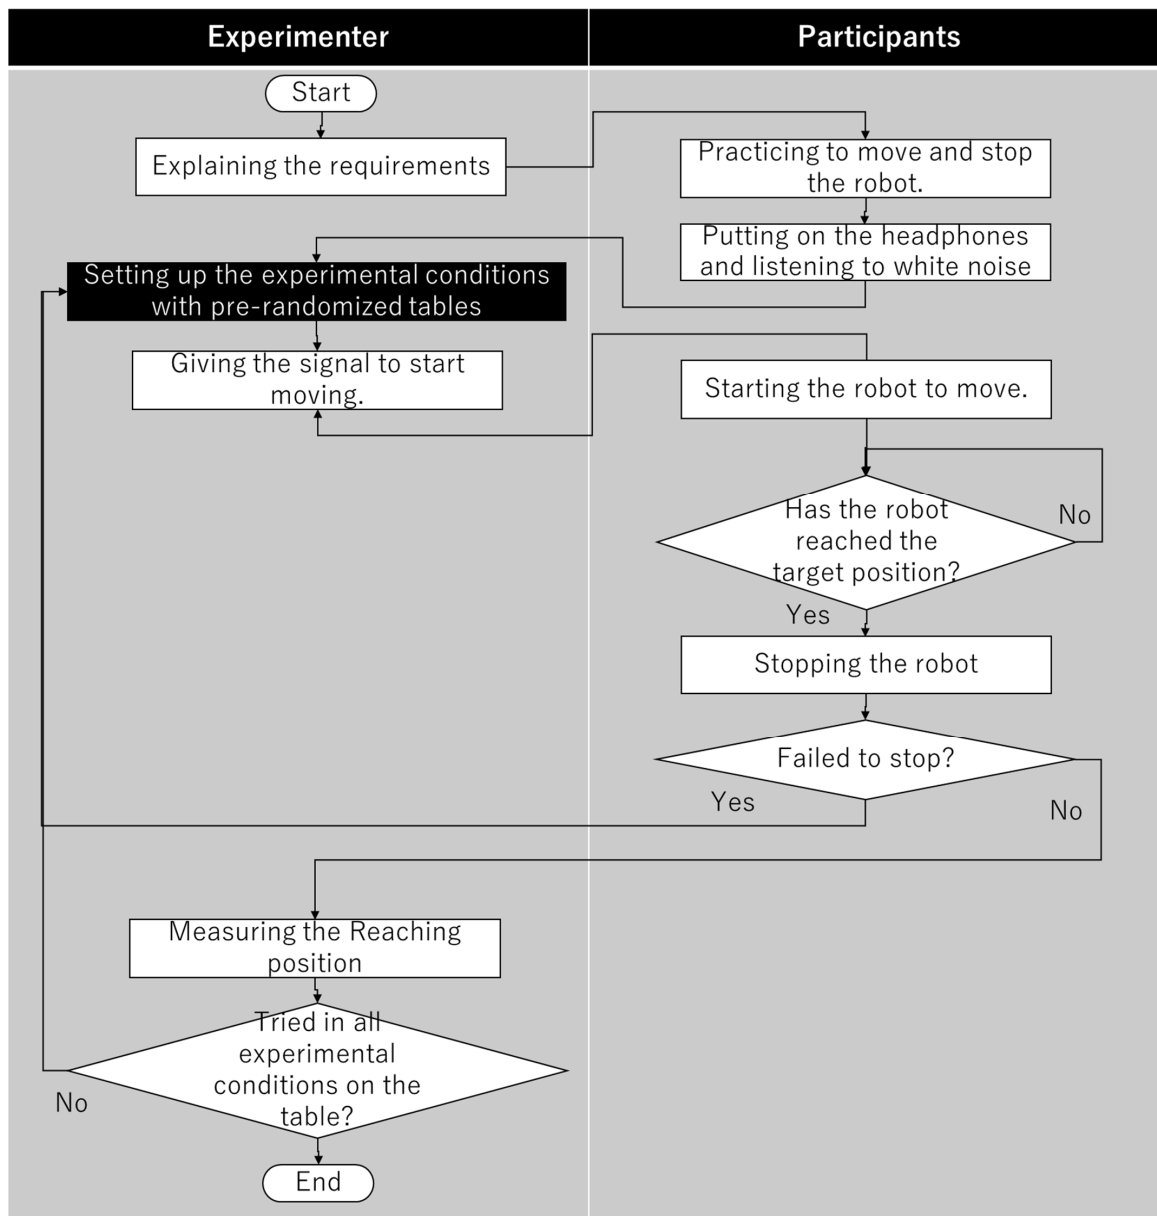 Experimenter
Participants
Start
Explaining the requirements
Practicing to move and stop
the robot.
Putting on the headphones
and listening to white noise
Setting up the experimental conditions
with pre-randomized tables
Giving the signal to start
moving.
Starting the robot to move.
Has the robot
reached the
target position?
No
Yes
Stopping the robot
Failed to stop?
Yes
No
Measuring the Reaching
position
Tried in all
experimental
conditions on the
table?
No
End